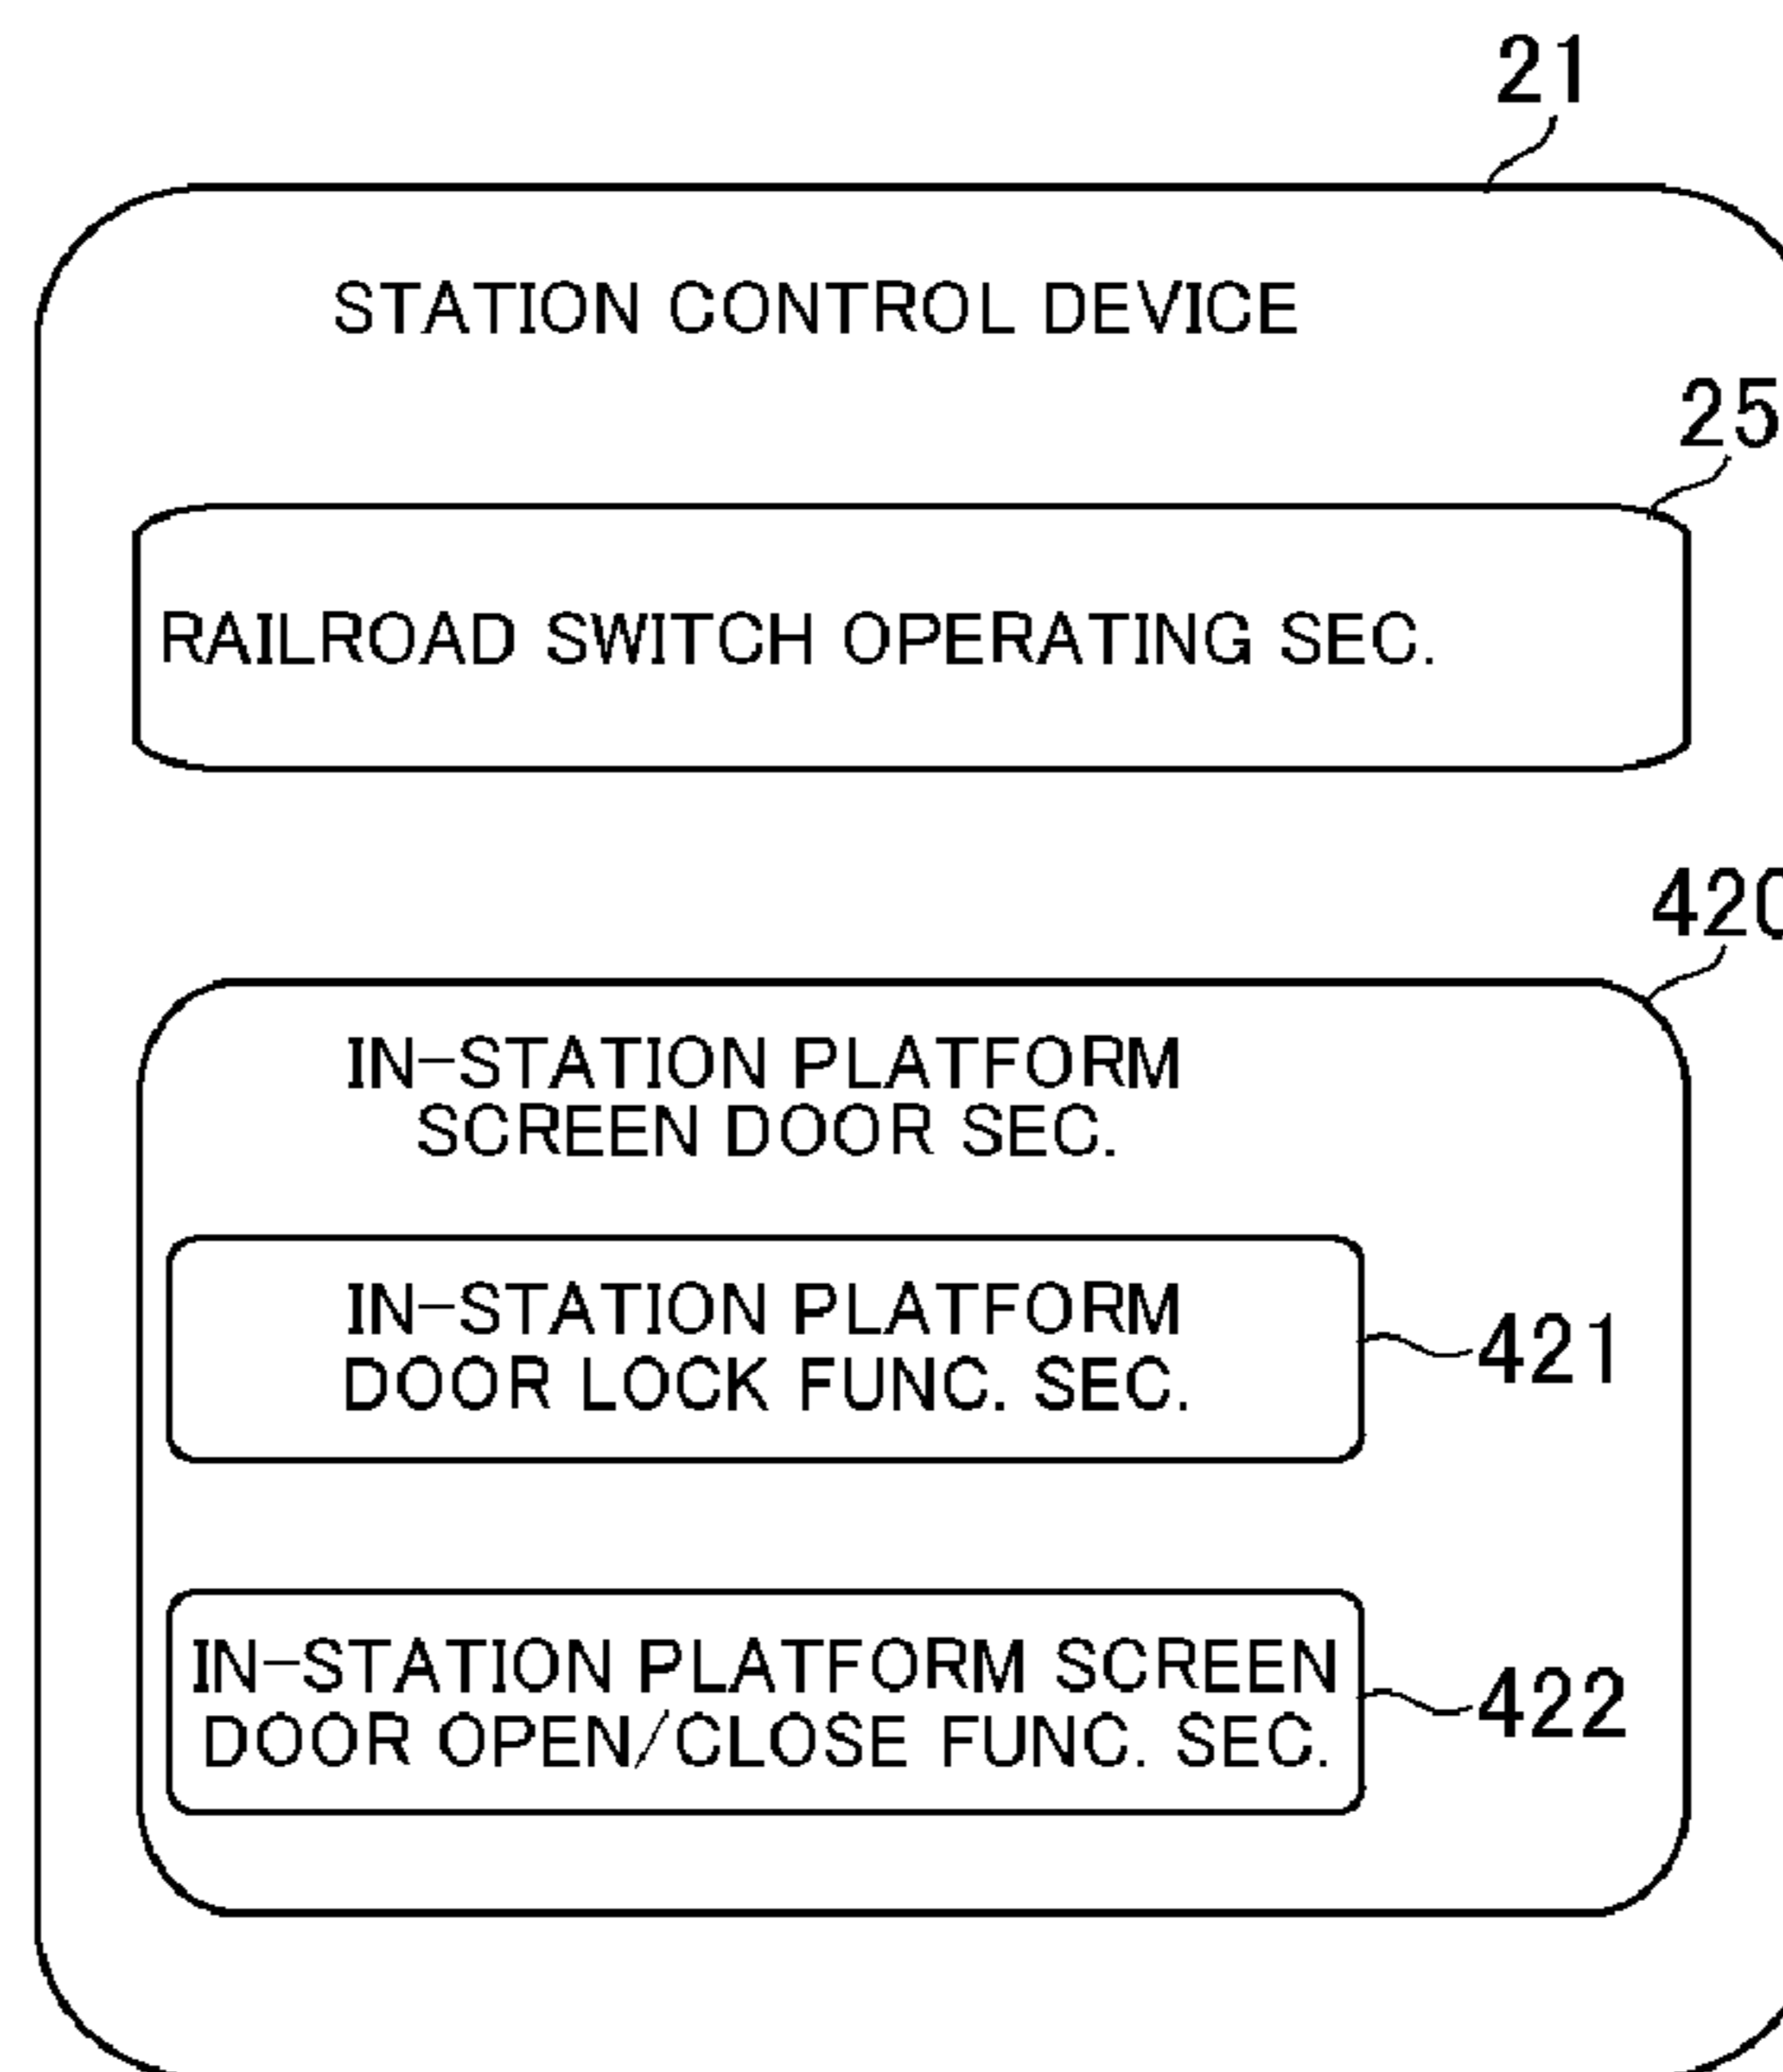 21
STATION CONTROL DEVICE
25
RAILROAD SWITCH OPERATING SEC.
420
IN-STATION PLATFORM
SCREEN DOOR SEC.
IN-STATION PLATFORM
DOOR LOCK FUNC. SEC.
421
IN-STATION PLATFORM SCREEN
DOOR OPEN/CLOSE FUNC. SEC.
422